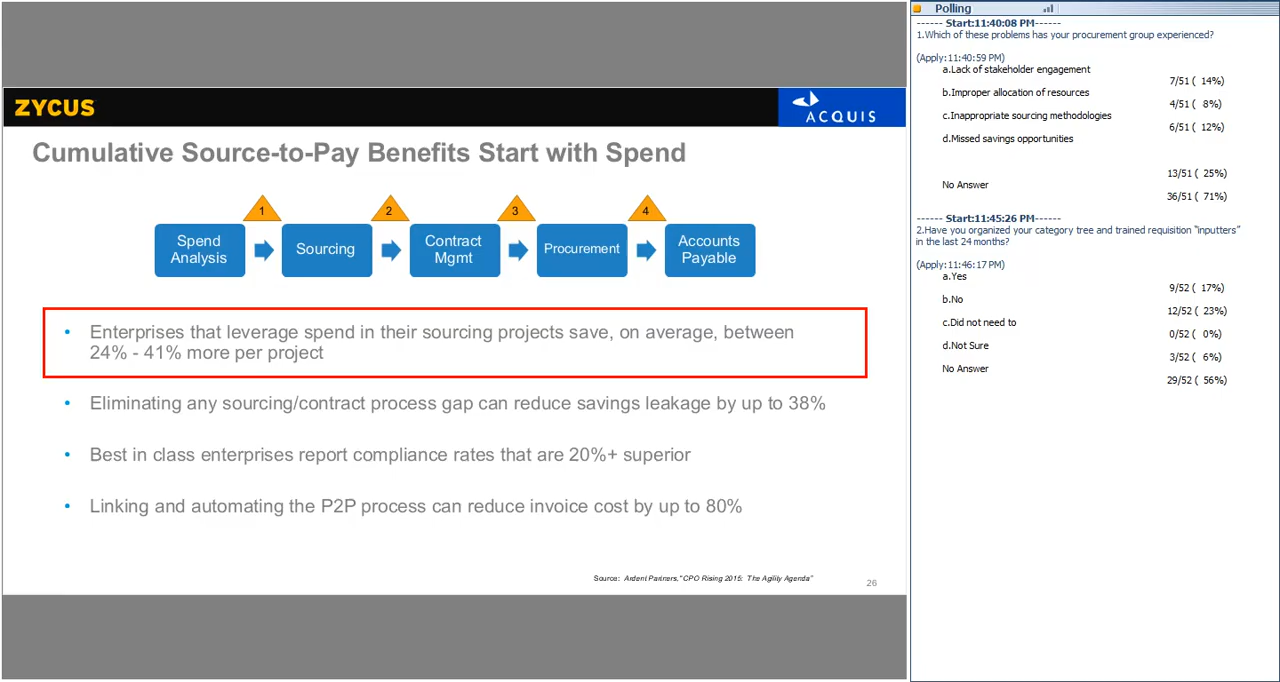 ZYCUS
ACQUIS
Cumulative Source-to-Pay Benefits Start with Spend
1
2
3
4
Spend
Analysis
Sourcing
Contract
Mgmt
Procurement
Accounts
Payable
• Enterprises that leverage spend in their sourcing projects save, on average, between
24% - 41% more per project
• Eliminating any sourcing/contract process gap can reduce savings leakage by up to 38%
• Best in class enterprises report compliance rates that are 20%+ superior
• Linking and automating the P2P process can reduce invoice cost by up to 80%
Source: Ardent Partners, "CPO Rising 2015: The Agility Agenda"
26
Polling
------ Start:11:40:08 PM------
1.Which of these problems has your procurement group experienced?
(Apply:11:40:59 PM)
a.Lack of stakeholder engagement
7/51 ( 14%)
b.Improper allocation of resources
4/51 ( 8%)
c.Inappropriate sourcing methodologies
6/51 ( 12%)
d.Missed savings opportunities
13/51 ( 25%)
No Answer
36/51 ( 71%)
------ Start:11:45:26 PM------
2.Have you organized your category tree and trained requisition "inputters"
in the last 24 months?
(Apply:11:46:17 PM)
a.Yes
9/52 ( 17%)
b.No
12/52 ( 23%)
c.Did not need to
0/52 ( 0%)
d.Not Sure
3/52 ( 6%)
No Answer
29/52 ( 56%)